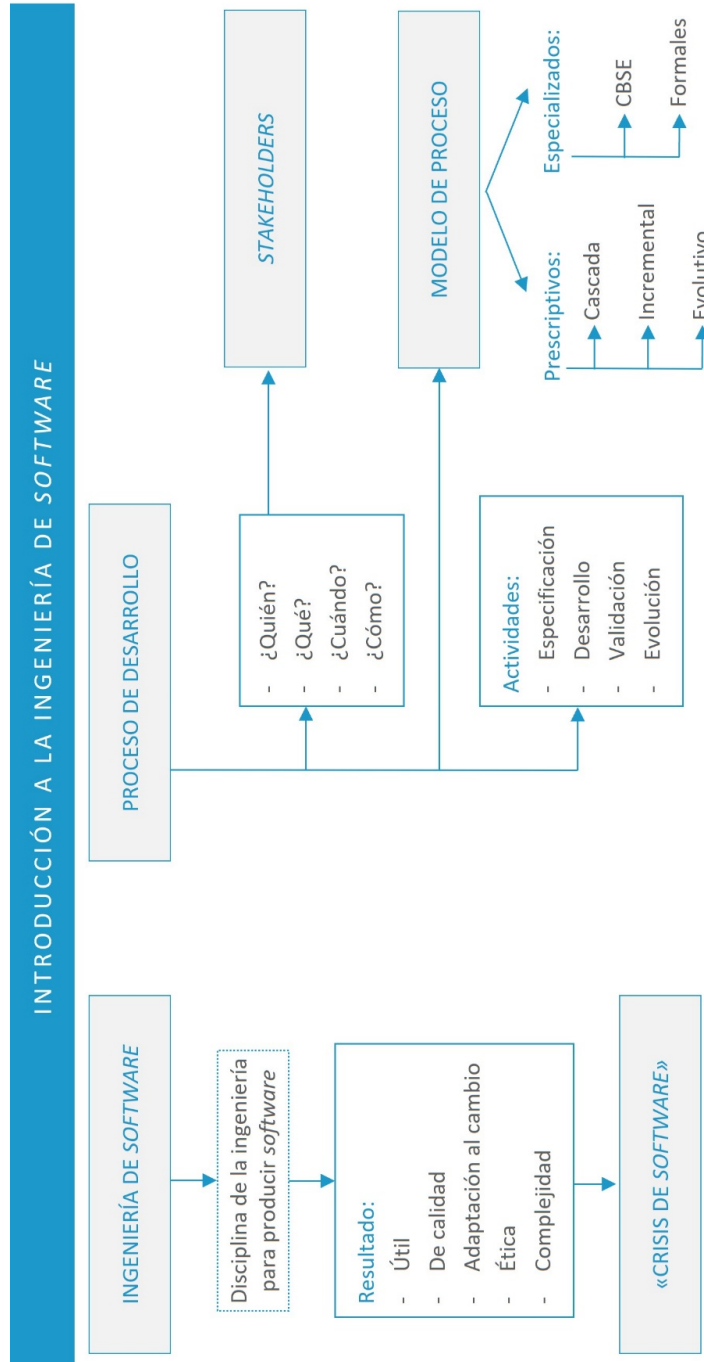 INTRODUCCIÓN A LA INGENIERÍA DE SOFTWARE
INGENIERÍA DE SOFTWARE
Disciplina de la ingeniería
para producir software
Resultado:
- Útil
- De calidad
- Adaptación al cambio
- Ética
- Complejidad
«CRISIS DE SOFTWARE»
PROCESO DE DESARROLLO
- ¿Quién?
- ¿Qué?
- ¿Cuándo?
- ¿Cómo?
Actividades:
- Especificación
- Desarrollo
- Validación
- Evolución
STAKEHOLDERS
MODELO DE PROCESO
Prescriptivos:
Cascada
Incremental
Evolutivo
Especializados:
CBSE
Formales